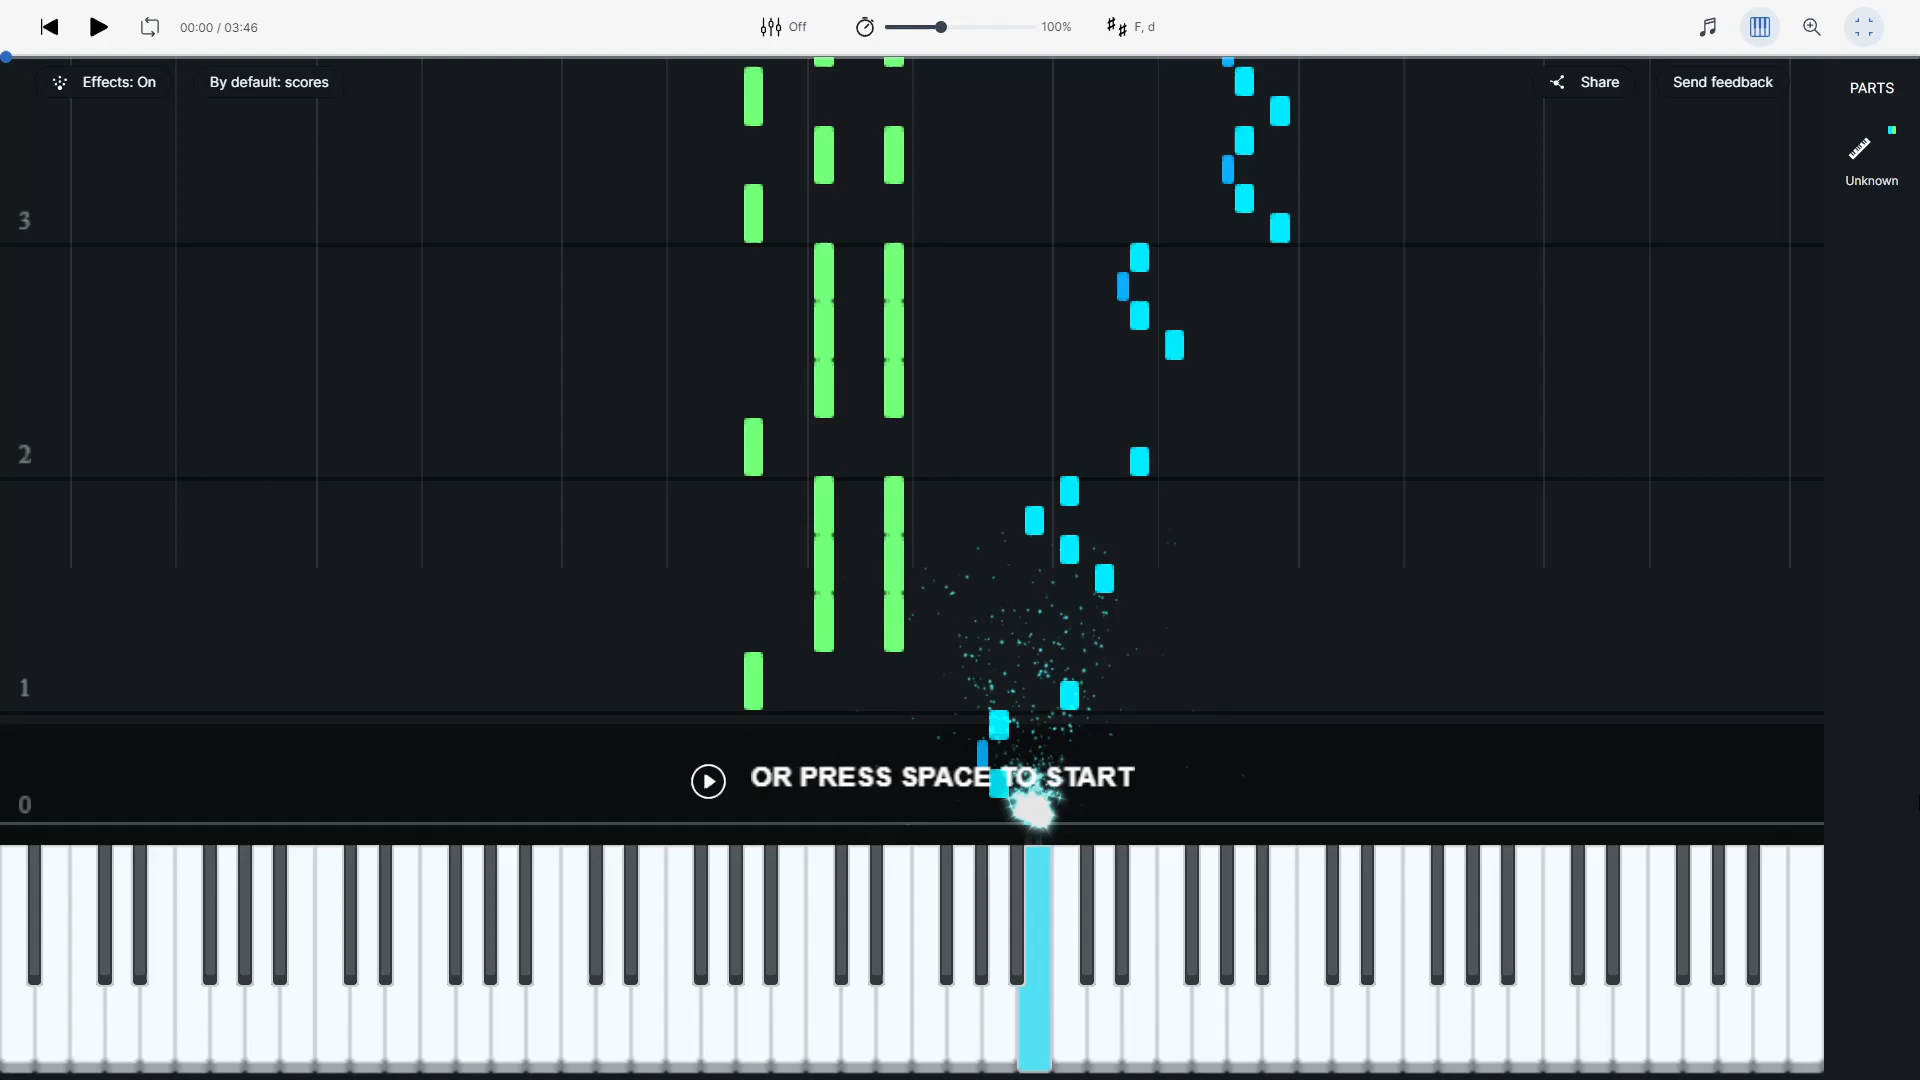 00:00 / 03:46
Off
100%
F, d
Effects: On
By default: scores
Share
Send feedback
PARTS
Unknown
3
2
1
0
OR PRESS SPACE TO START